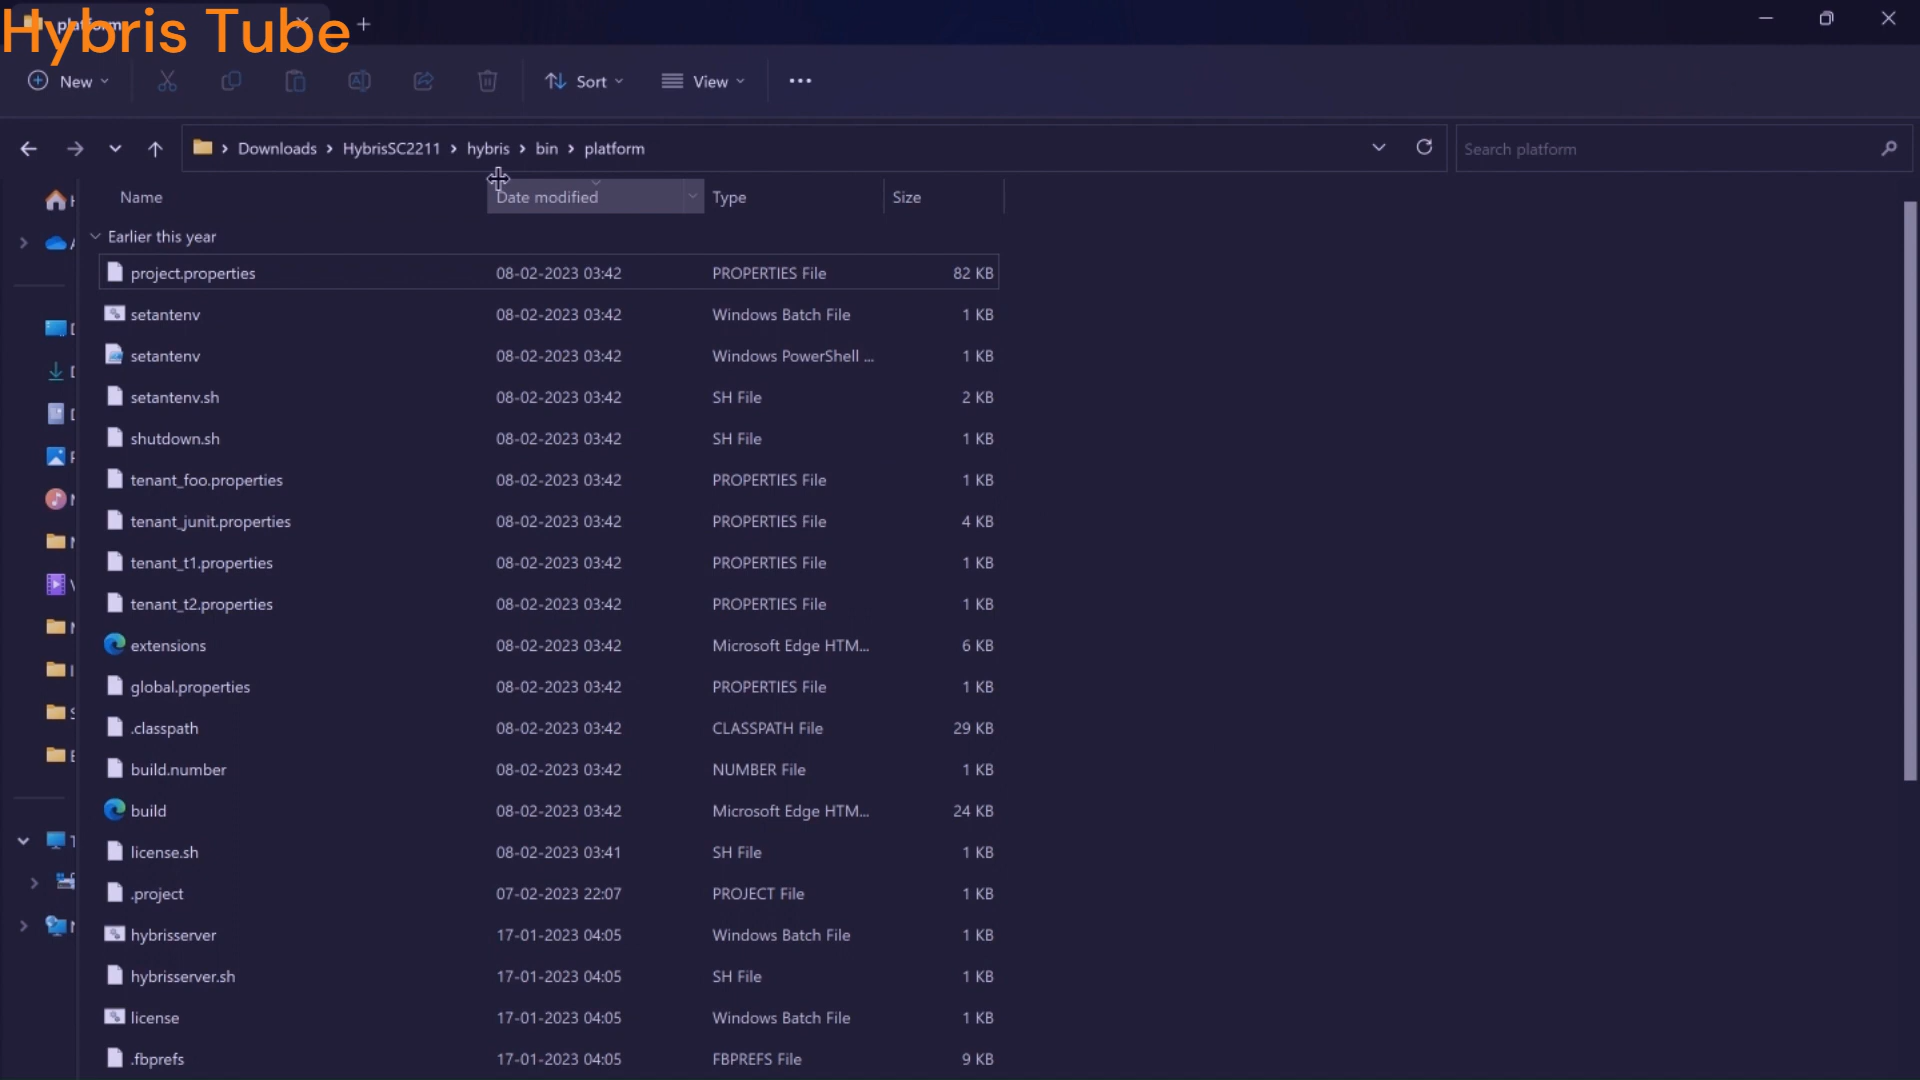 Hybris Tube
platform
New
Sort
View
Downloads > HybrisSC2211 > hybris > bin > platform
Search platform
Name Date modified Type Size
Earlier this year
project.properties 08-02-2023 03:42 PROPERTIES File 82 KB
setantenv 08-02-2023 03:42 Windows Batch File 1 KB
setantenv 08-02-2023 03:42 Windows PowerShell ... 1 KB
setantenv.sh 08-02-2023 03:42 SH File 2 KB
shutdown.sh 08-02-2023 03:42 SH File 1 KB
tenant_foo.properties 08-02-2023 03:42 PROPERTIES File 1 KB
tenant_junit.properties 08-02-2023 03:42 PROPERTIES File 4 KB
tenant_t1.properties 08-02-2023 03:42 PROPERTIES File 1 KB
tenant_t2.properties 08-02-2023 03:42 PROPERTIES File 1 KB
extensions 08-02-2023 03:42 Microsoft Edge HTM... 6 KB
global.properties 08-02-2023 03:42 PROPERTIES File 1 KB
.classpath 08-02-2023 03:42 CLASSPATH File 29 KB
build.number 08-02-2023 03:42 NUMBER File 1 KB
build 08-02-2023 03:42 Microsoft Edge HTM... 24 KB
license.sh 08-02-2023 03:41 SH File 1 KB
.project 07-02-2023 22:07 PROJECT File 1 KB
hybrisserver 17-01-2023 04:05 Windows Batch File 1 KB
hybrisserver.sh 17-01-2023 04:05 SH File 1 KB
license 17-01-2023 04:05 Windows Batch File 1 KB
.fbprefs 17-01-2023 04:05 FBPREFS File 9 KB